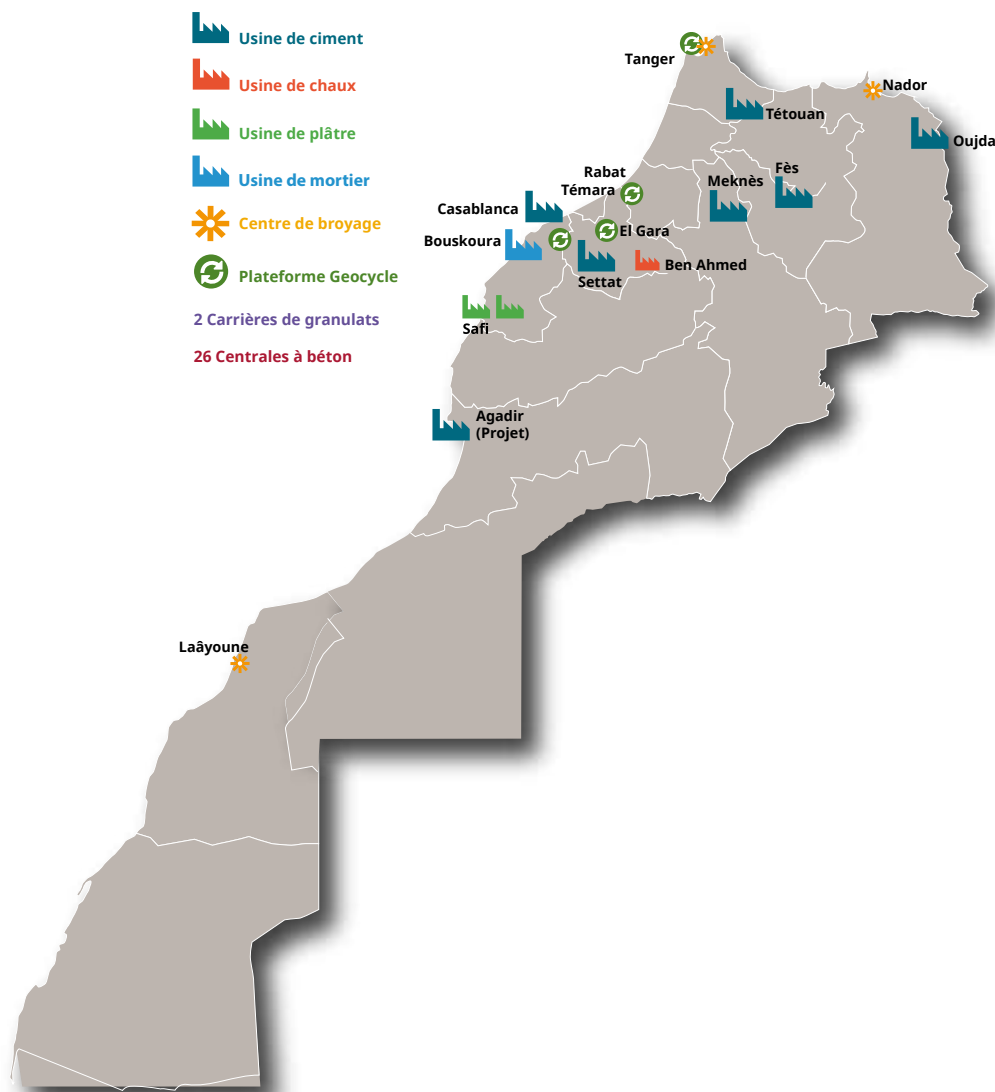 Usine de ciment
Usine de chaux
Usine de plâtre
Usine de mortier
Centre de broyage
Plateforme Geocycle
2 Carrières de granulats
26 Centrales à béton
Tanger
Nador
Tétouan
Oujda
Rabat
Témara
Fès
Meknès
Casablanca
Bouskoura
El Gara
Settat
Ben Ahmed
Safi
Agadir
(Projet)
Laâyoune